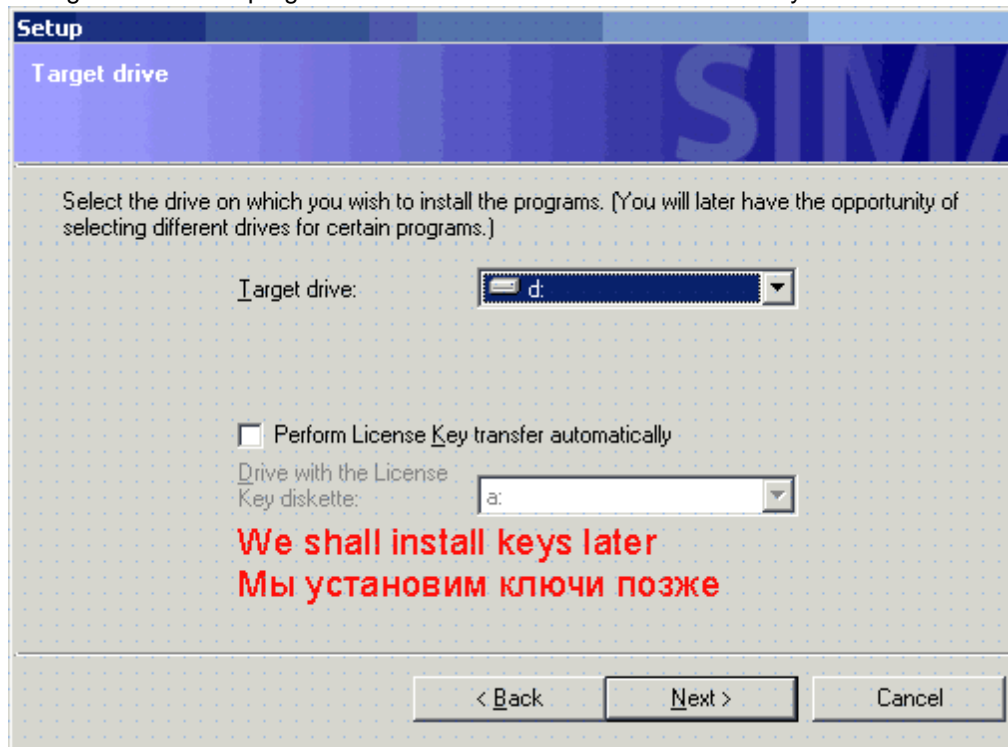 Setup
Target drive
SIMA
Select the drive on which you wish to install the programs. (You will later have the opportunity of
selecting different drives for certain programs.)
Target drive:
d:
Perform License Key transfer automatically
Drive with the License
Key diskette:
a:
We shall install keys later
Мы установим ключи позже
< Back
Next >
Cancel